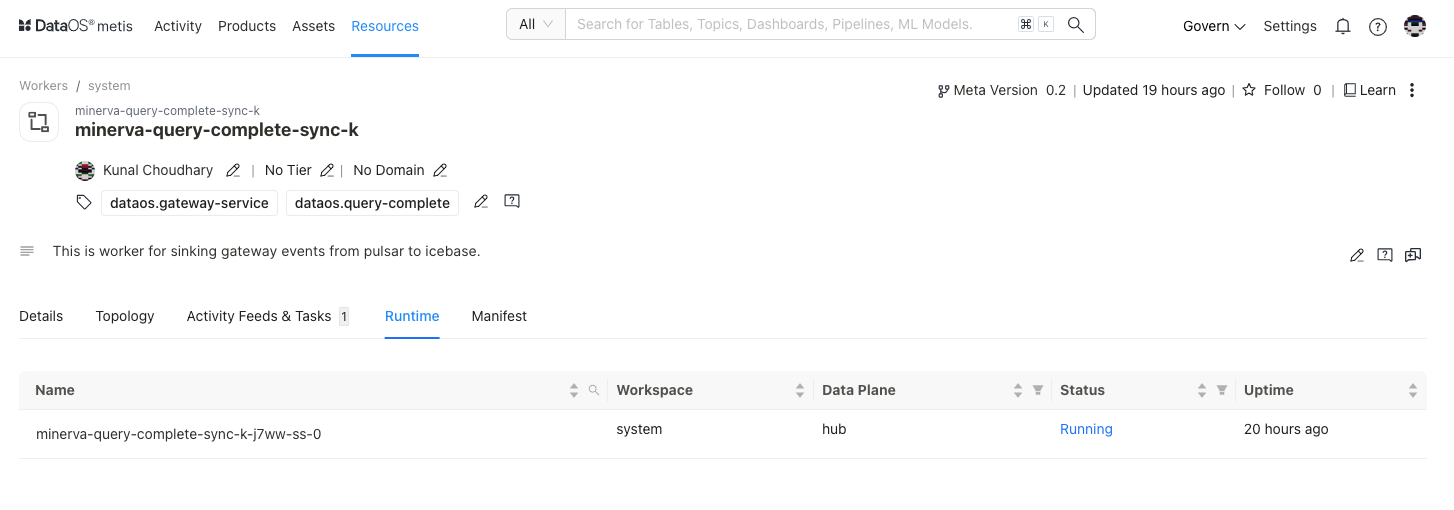 DataOS® metis Activity Products Assets Resources All Search for Tables, Topics, Dashboards, Pipelines, ML Models. ⌘ K Govern Settings
Workers / system
Meta Version 0.2 | Updated 19 hours ago | Follow 0 | Learn
minerva-query-complete-sync-k
minerva-query-complete-sync-k
Kunal Choudhary | No Tier | No Domain
dataos.gateway-service dataos.query-complete
This is worker for sinking gateway events from pulsar to icebase.
Details Topology Activity Feeds & Tasks 1 Runtime Manifest
Name Workspace Data Plane Status Uptime
minerva-query-complete-sync-k-j7ww-ss-0 system hub Running 20 hours ago